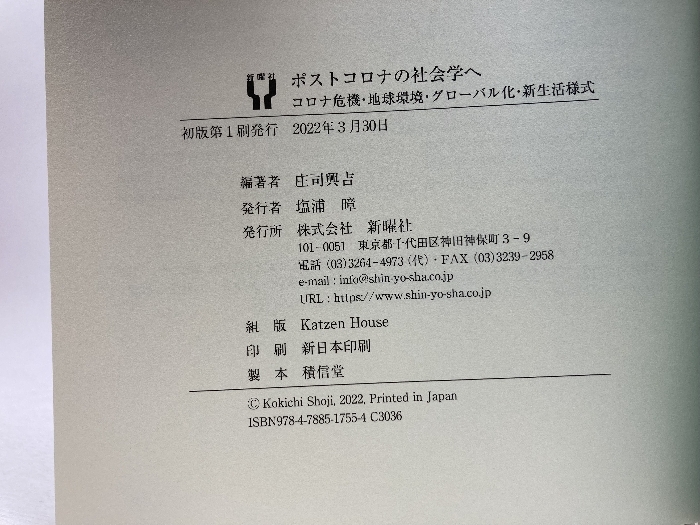 新曜社
ポストコロナの社会学へ
コロナ危機・地球環境・グローバル化・新生活様式
初版第1刷発行 2022年3月30日
編著者 庄司興吉
発行者 塩浦 暲
発行所 株式会社 新曜社
101-0051 東京都千代田区神田神保町3-9
電話 (03)3264-4973(代)・FAX (03)3239-2958
e-mail : info@shin-yo-sha.co.jp
URL : https://www.shin-yo-sha.co.jp
組 版 Katzen House
印 刷 新日本印刷
製 本 積信堂
© Kokichi Shoji, 2022, Printed in Japan
ISBN978-4-7885-1755-4 C3036